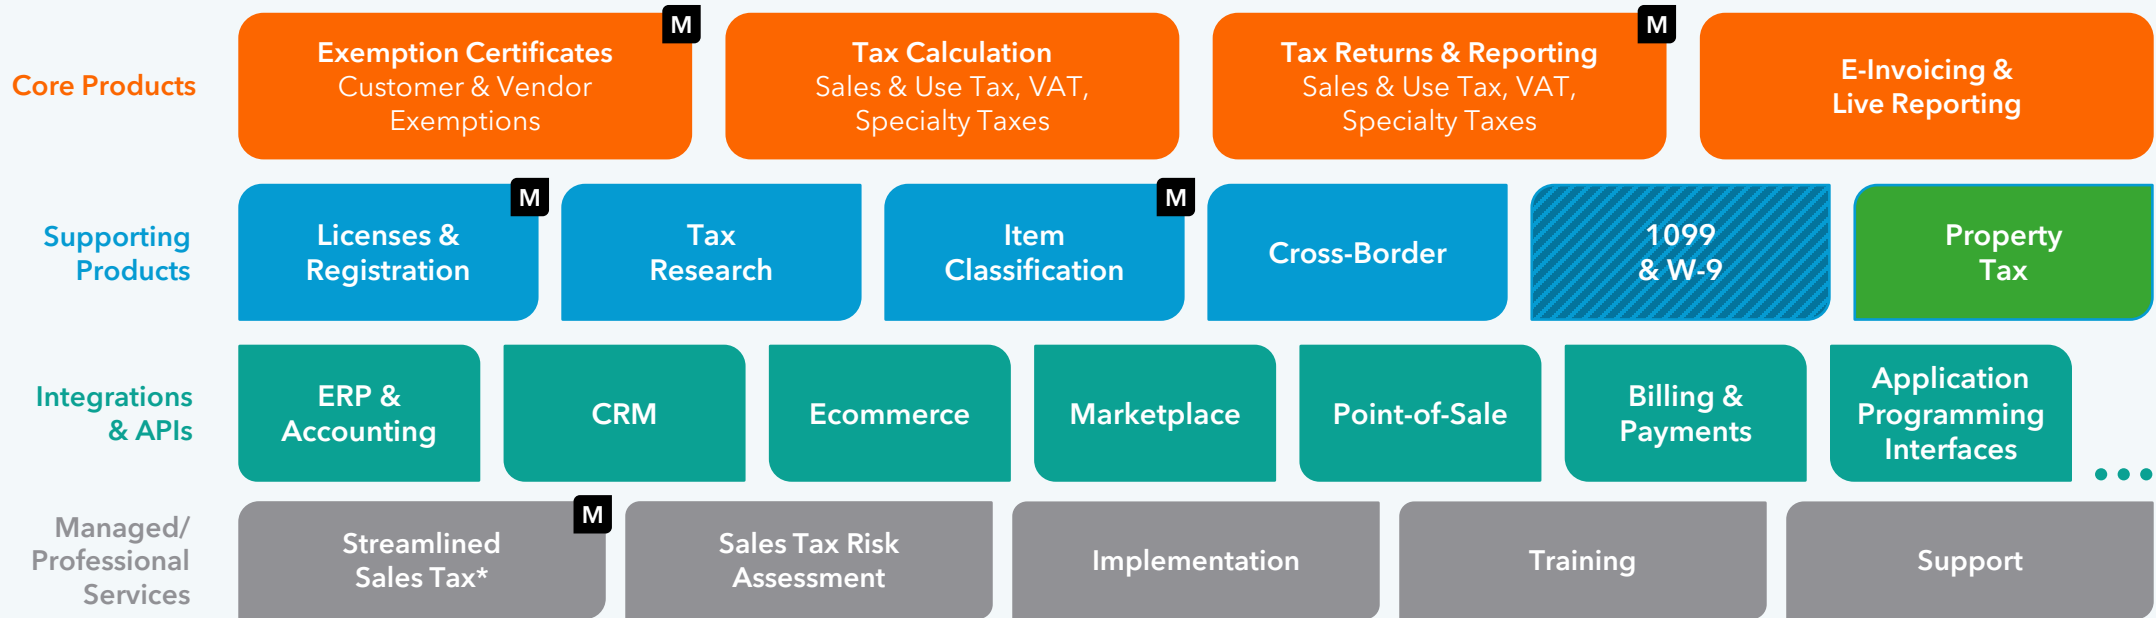 Core Products
M
Exemption Certificates
Customer & Vendor
Exemptions
Tax Calculation
Sales & Use Tax, VAT,
Specialty Taxes
M
Tax Returns & Reporting
Sales & Use Tax, VAT,
Specialty Taxes
E-Invoicing &
Live Reporting
Supporting
Products
M
Licenses &
Registration
Tax
Research
M
Item
Classification
Cross-Border
1099
& W-9
Property
Tax
Integrations
& APIs
ERP &
Accounting
CRM
Ecommerce
Marketplace
Point-of-Sale
Billing &
Payments
Application
Programming
Interfaces
...
Managed/
Professional
Services
M
Streamlined
Sales Tax*
Sales Tax Risk
Assessment
Implementation
Training
Support